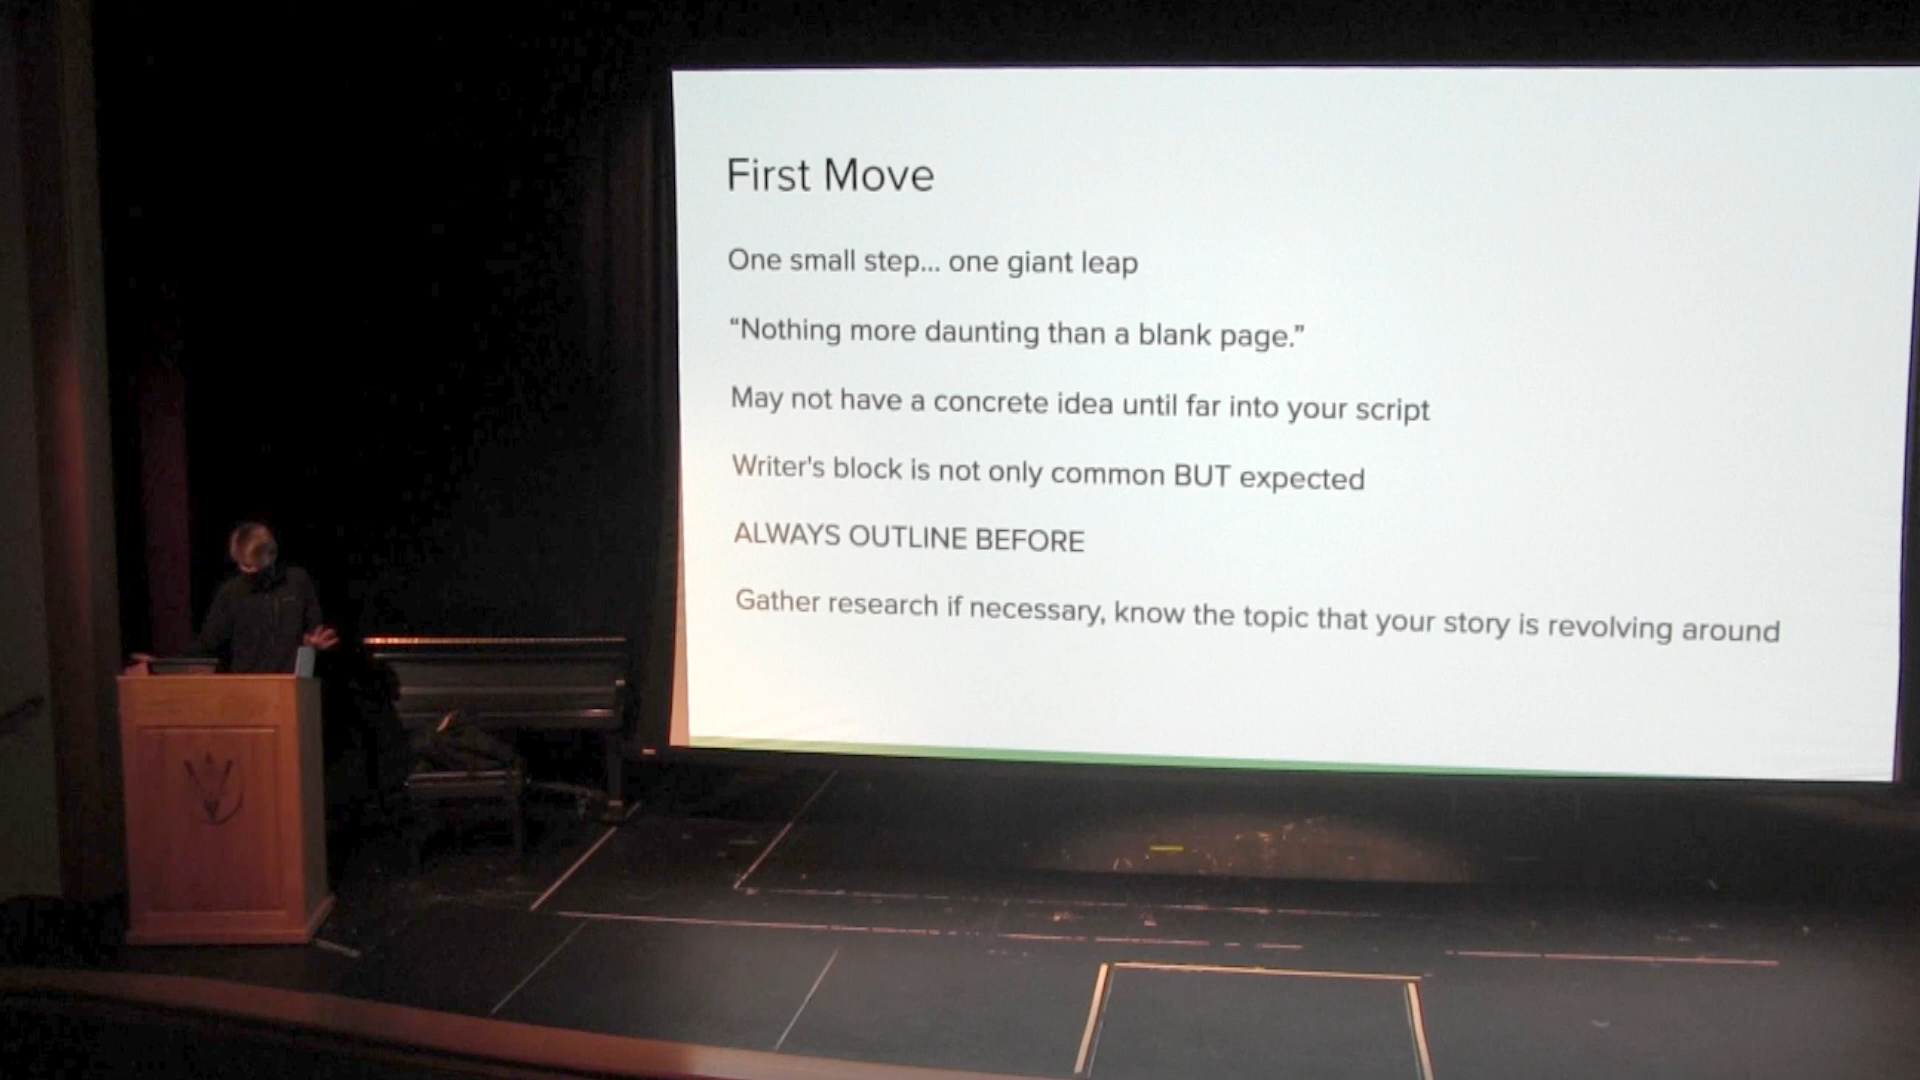 First Move
One small step... one giant leap
“Nothing more daunting than a blank page.”
May not have a concrete idea until far into your script
Writer's block is not only common BUT expected
ALWAYS OUTLINE BEFORE
Gather research if necessary, know the topic that your story is revolving around